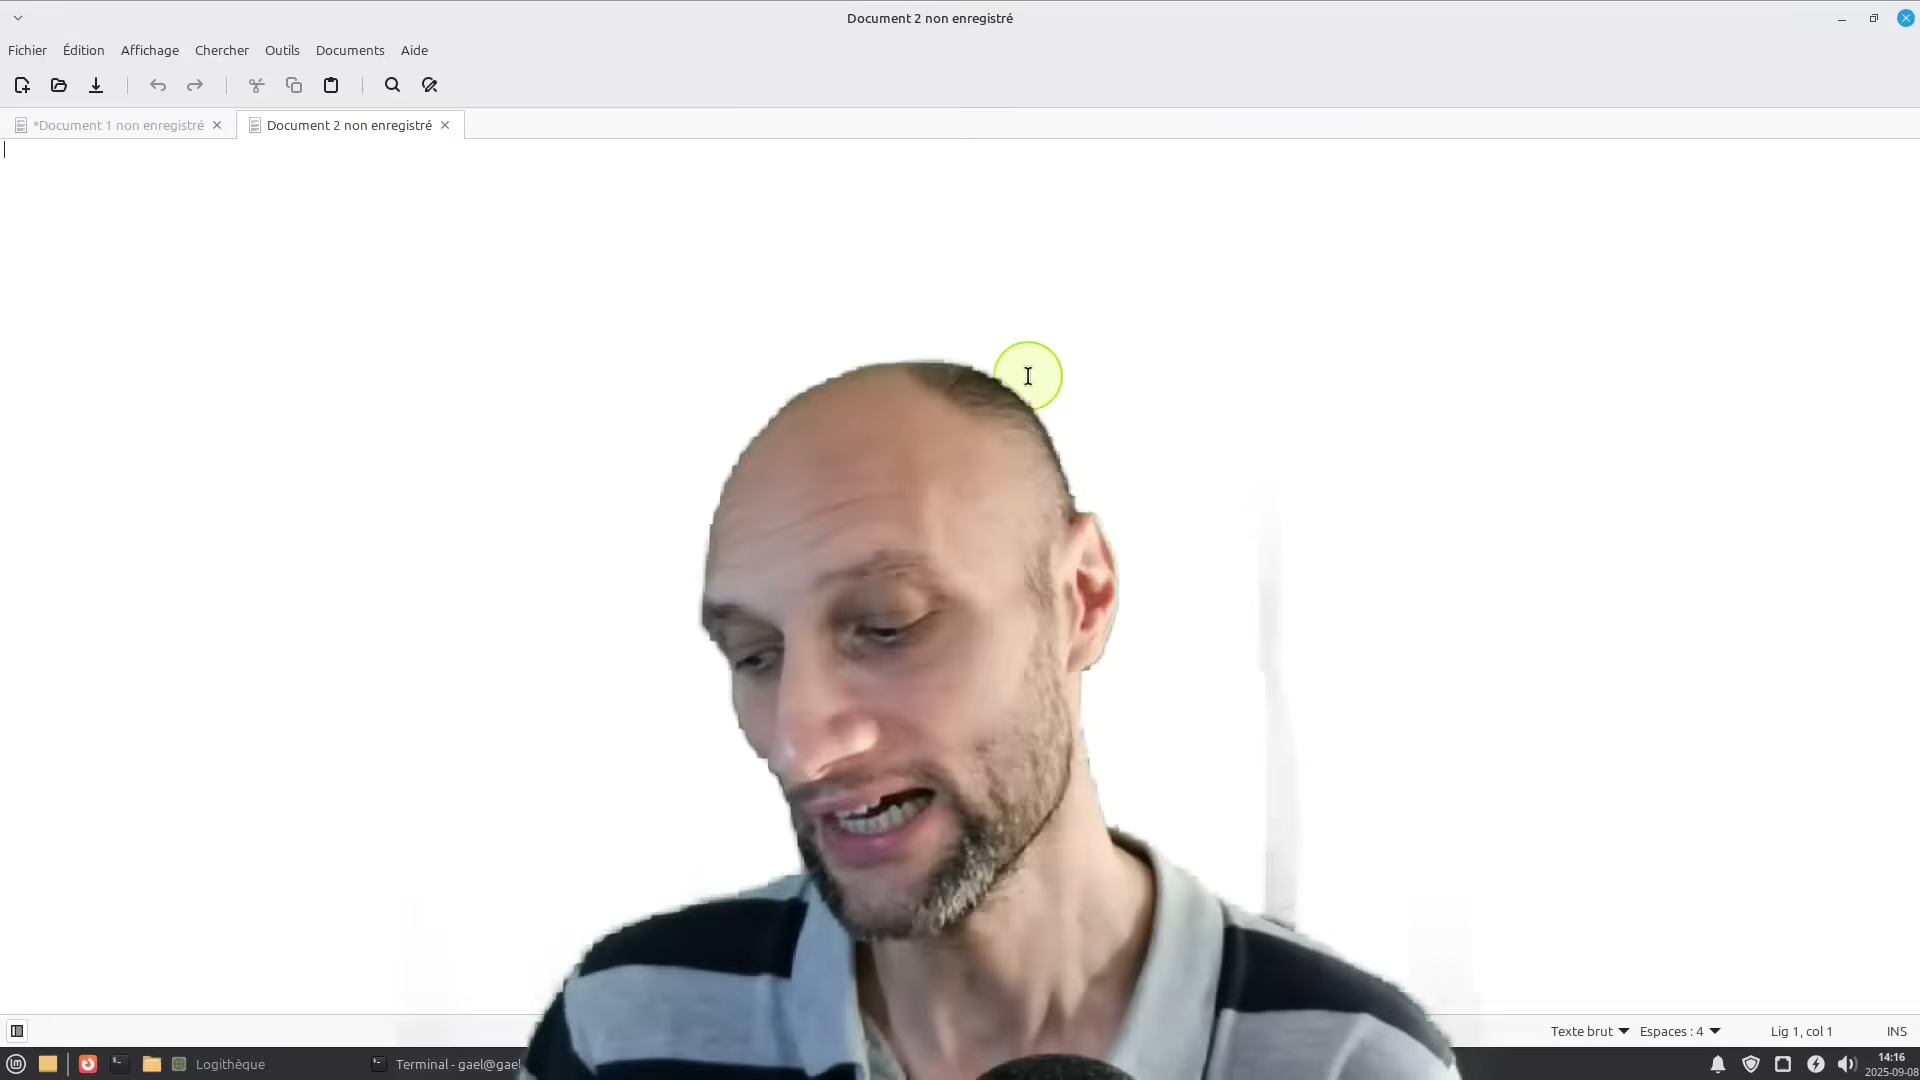 Document 2 non enregistré
Fichier Édition Affichage Chercher Outils Documents Aide
*Document 1 non enregistré
Document 2 non enregistré
Texte brut Espaces : 4 Lig 1, col 1 INS
Logithèque Terminal - gael@gael
14:16
2025-09-08